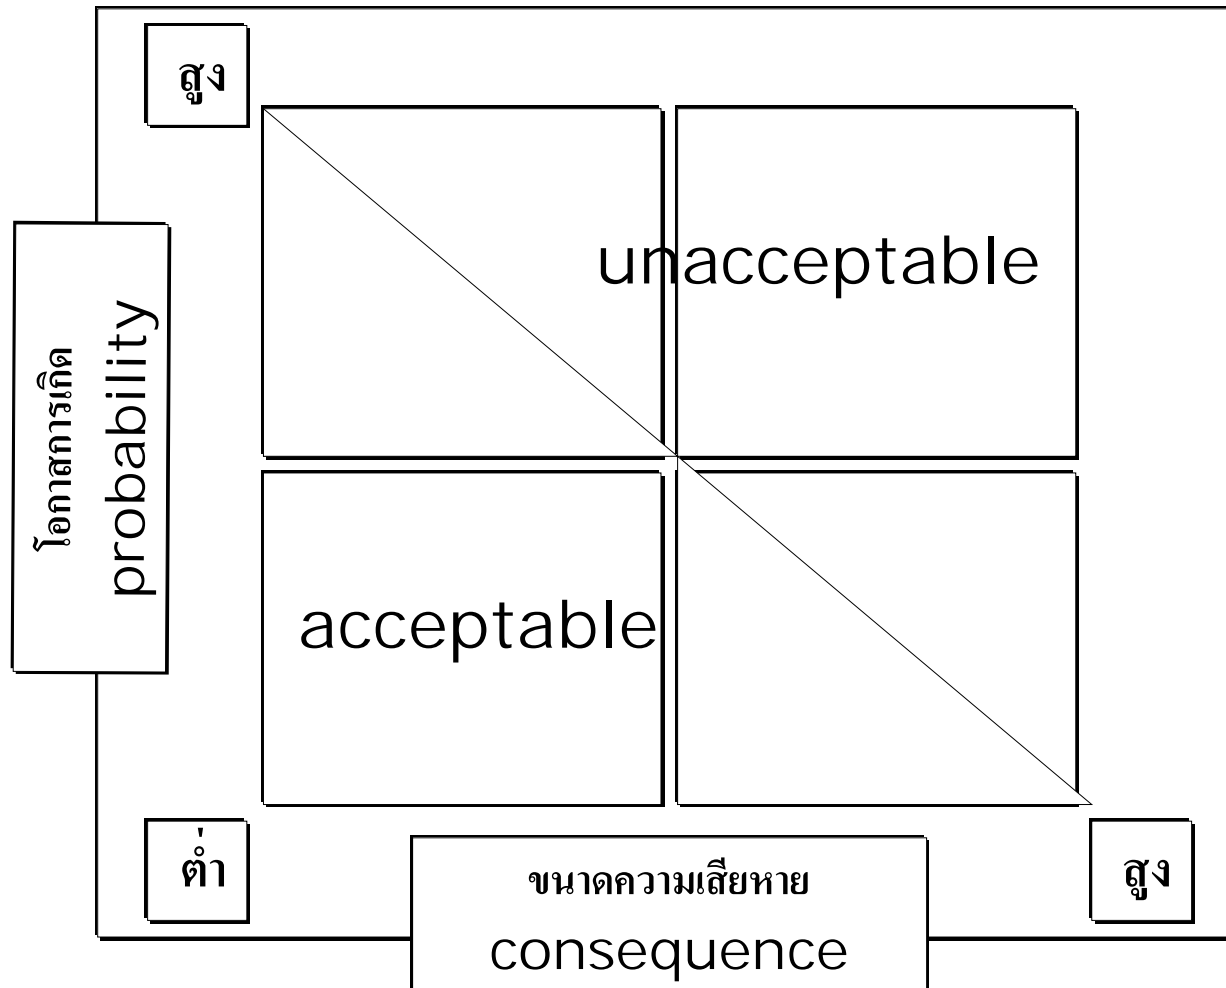 สูง
unacceptable
โอกาสการเกิด
probability
acceptable
ต่ำ
ขนาดความเสียหาย
consequence
สูง